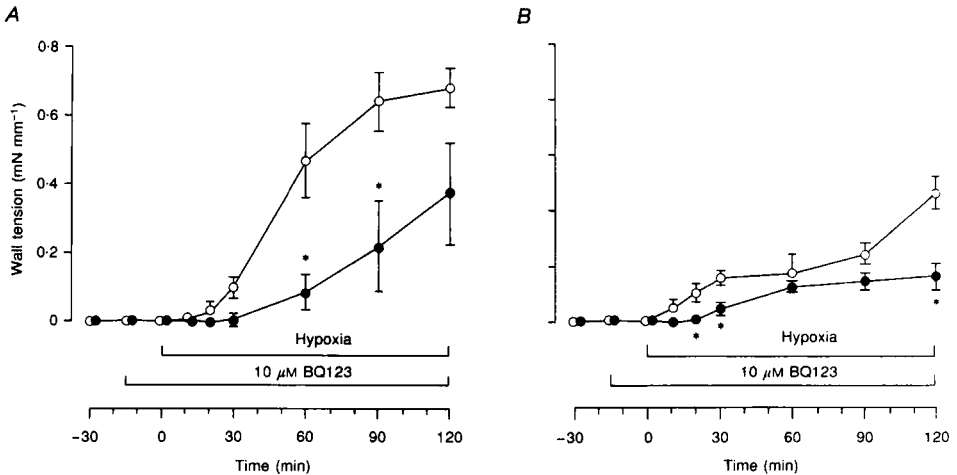 A
B
Wall tension (mN mm⁻¹)
0·8
0·6
0·4
0·2
0
*
*
*
*
*
Hypoxia
10 μM BQ123
Hypoxia
10 μM BQ123
−30 0 30 60 90 120
Time (min)
−30 0 30 60 90 120
Time (min)